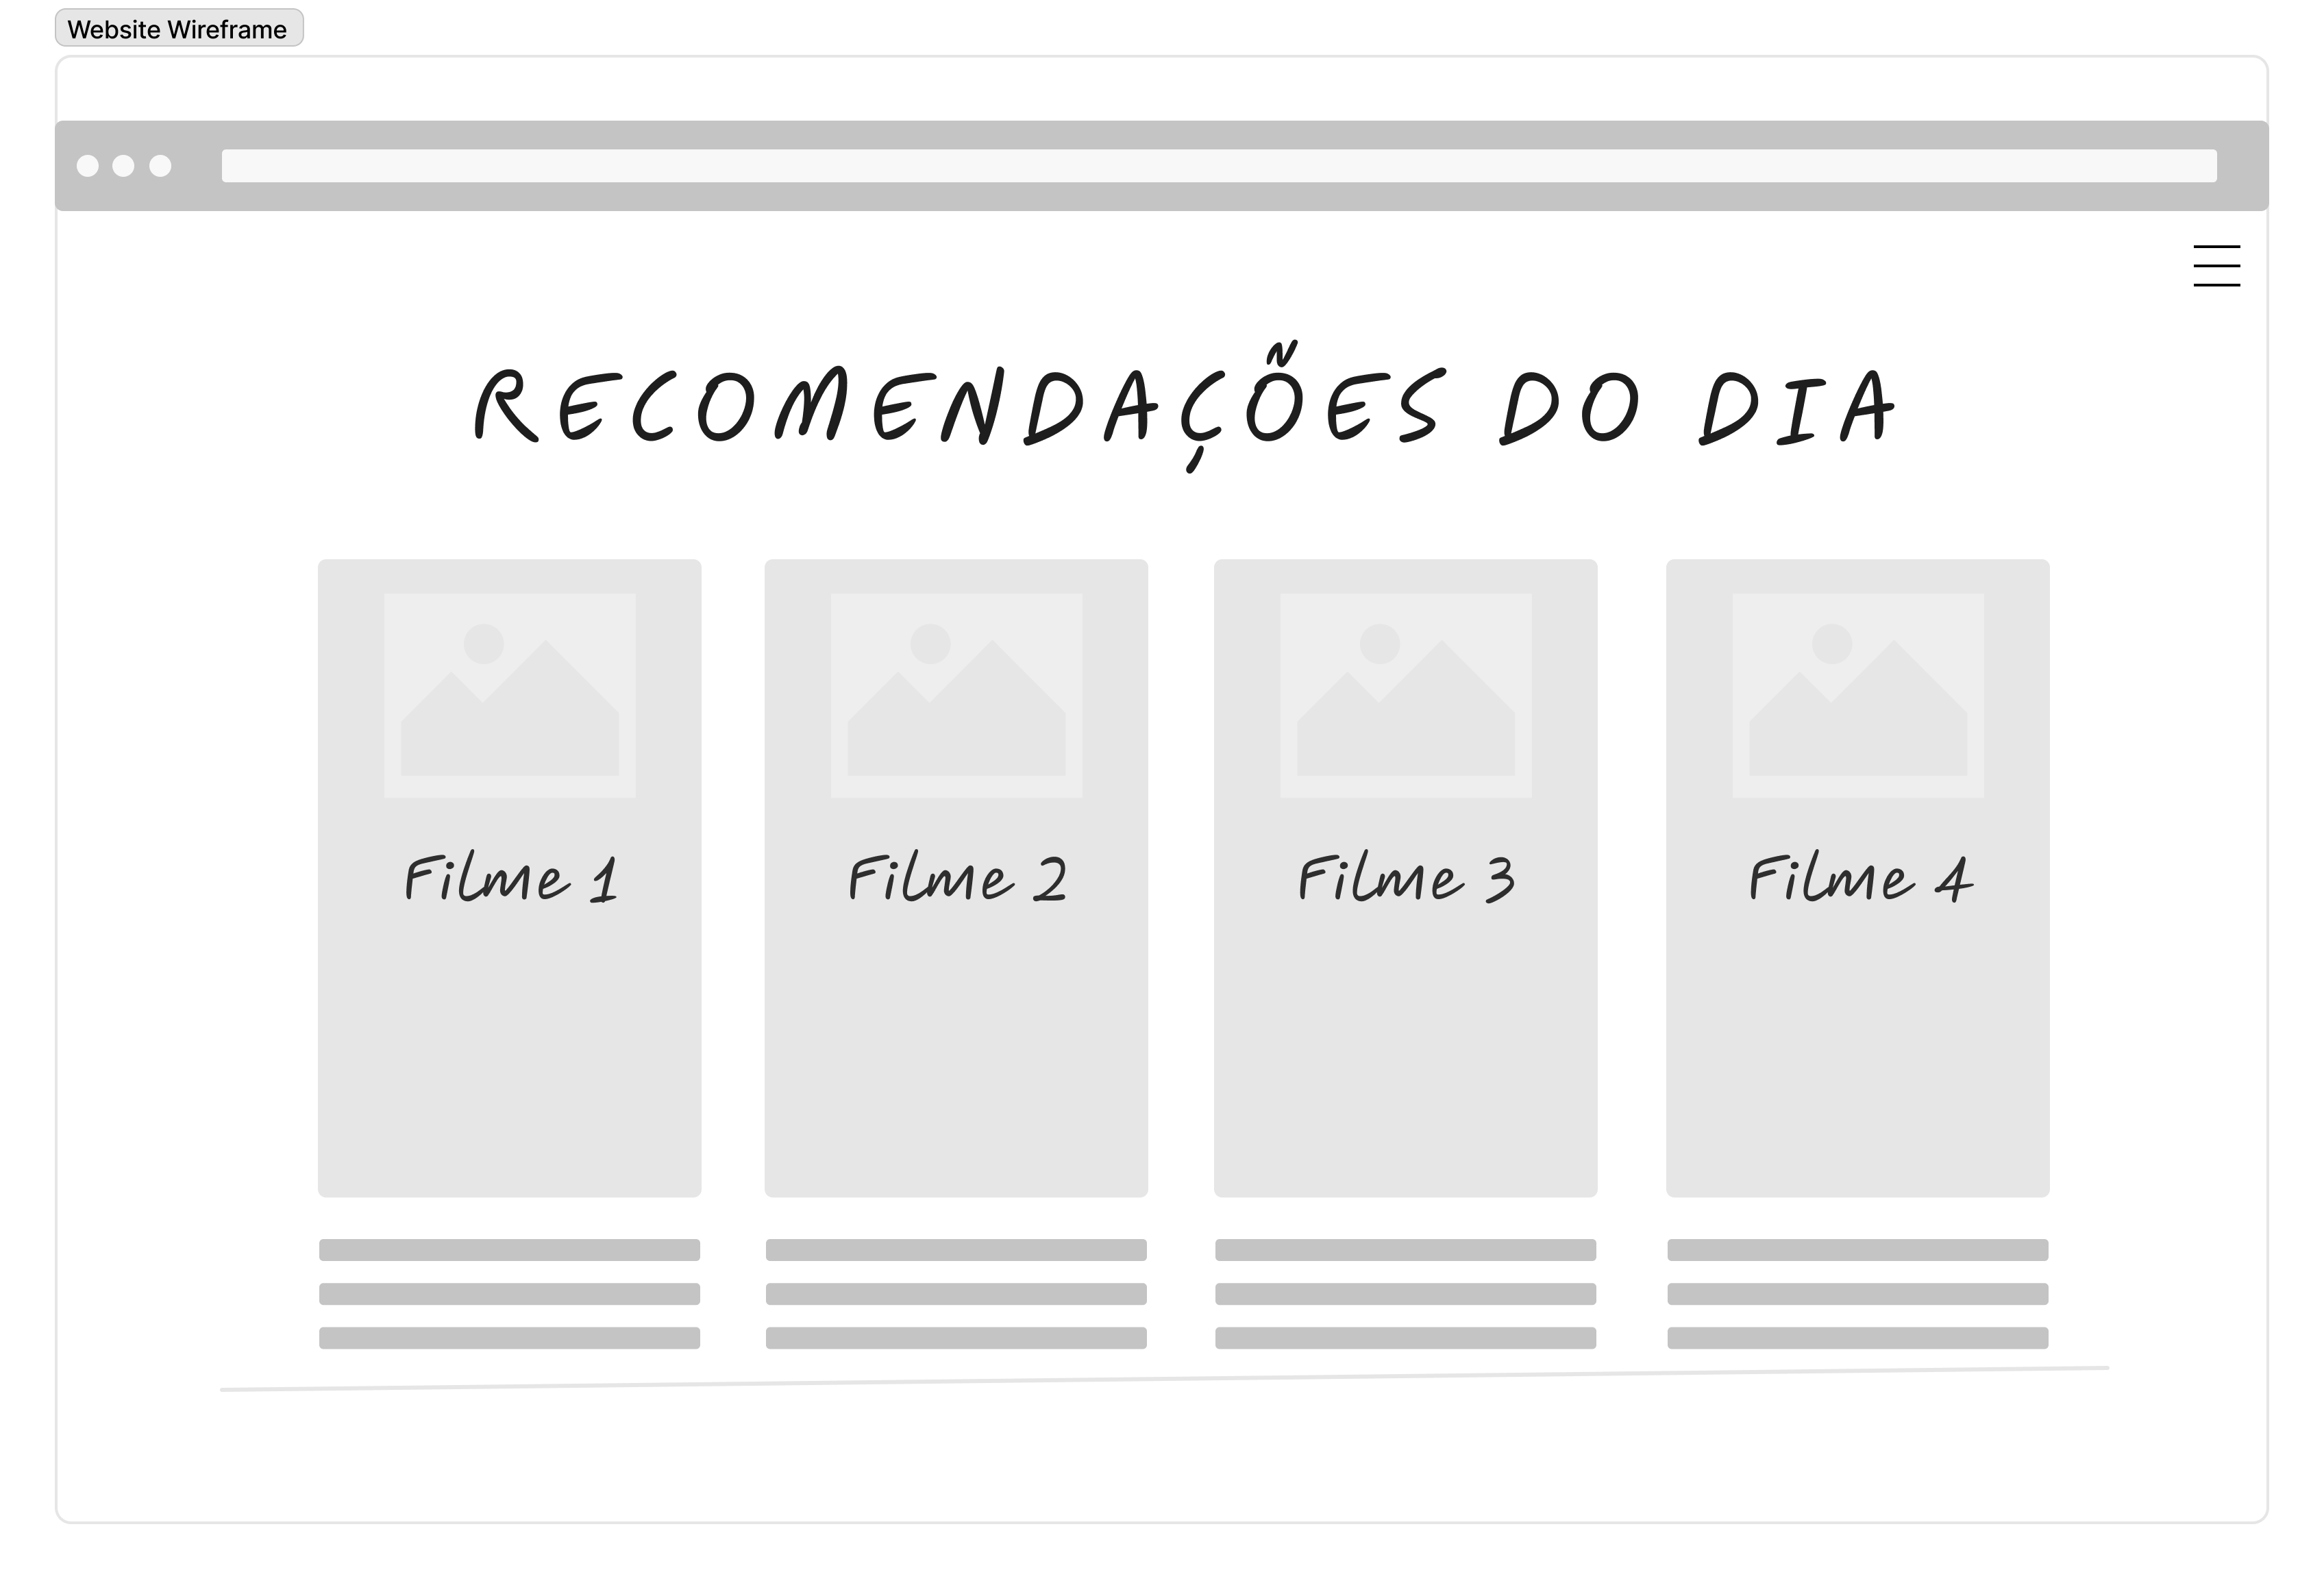 Website Wireframe
RECOMENDAÇÕES DO DIA
Filme 1
Filme 2
Filme 3
Filme 4